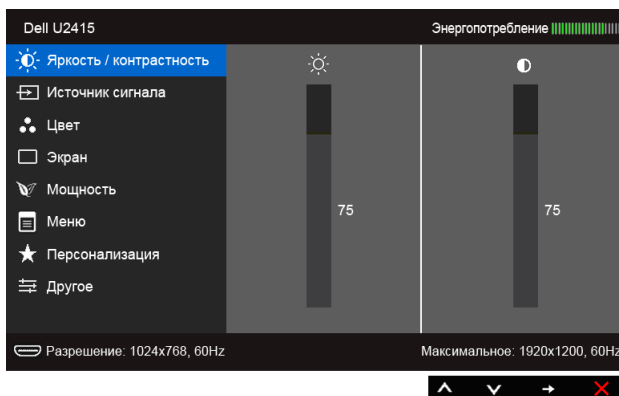 Dell U2415 Энергопотребление
Яркость / контрастность
Источник сигнала
Цвет
Экран
Мощность
Меню
Персонализация
Другое
75 75
Разрешение: 1024x768, 60Hz Максимальное: 1920x1200, 60Hz